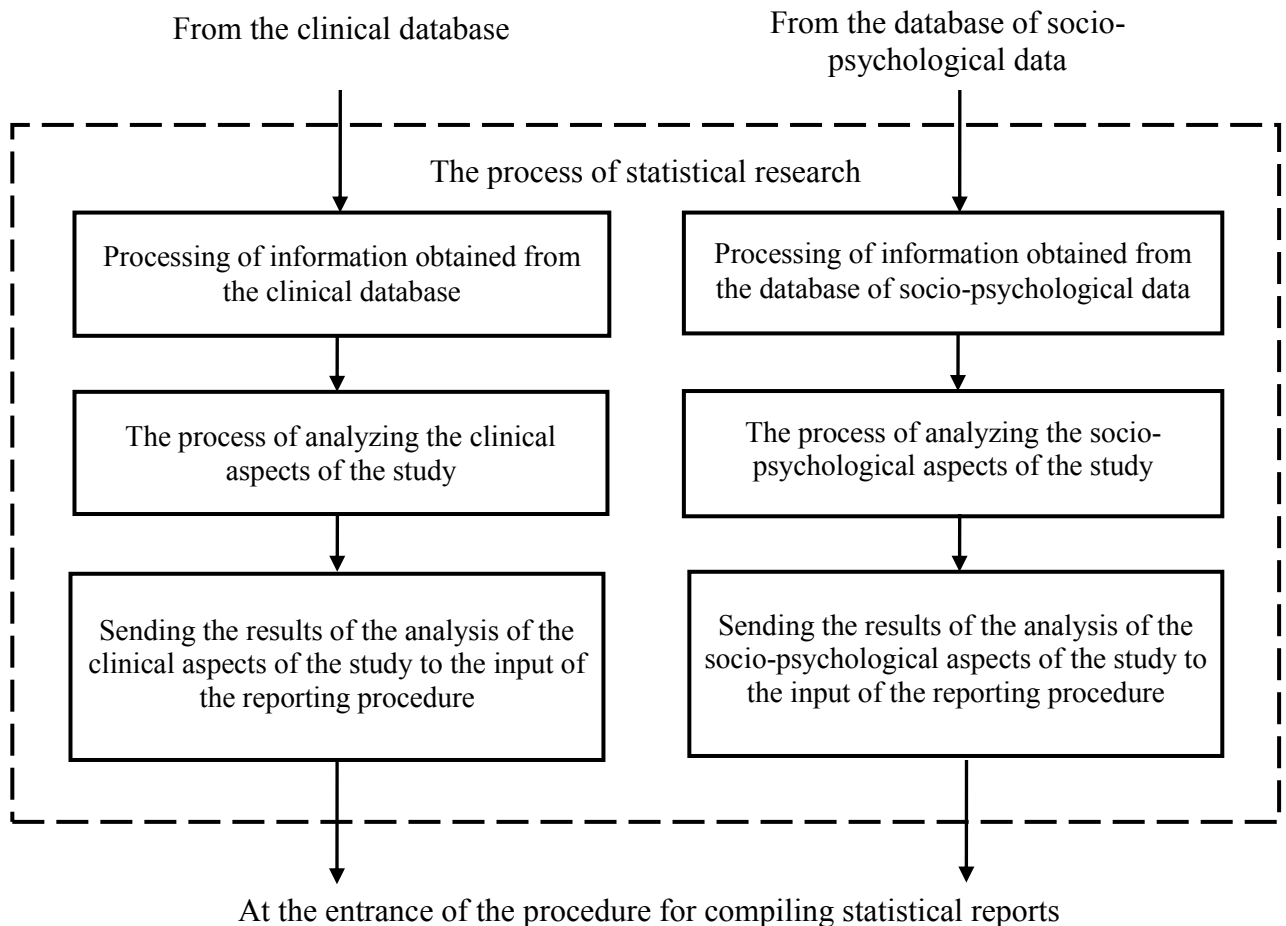 From the clinical database
From the database of socio-
psychological data
The process of statistical research
Processing of information obtained from
the clinical database
Processing of information obtained from
the database of socio-psychological data
The process of analyzing the clinical
aspects of the study
The process of analyzing the socio-
psychological aspects of the study
Sending the results of the analysis of the
clinical aspects of the study to the input of
the reporting procedure
Sending the results of the analysis of the
socio-psychological aspects of the study to
the input of the reporting procedure
At the entrance of the procedure for compiling statistical reports